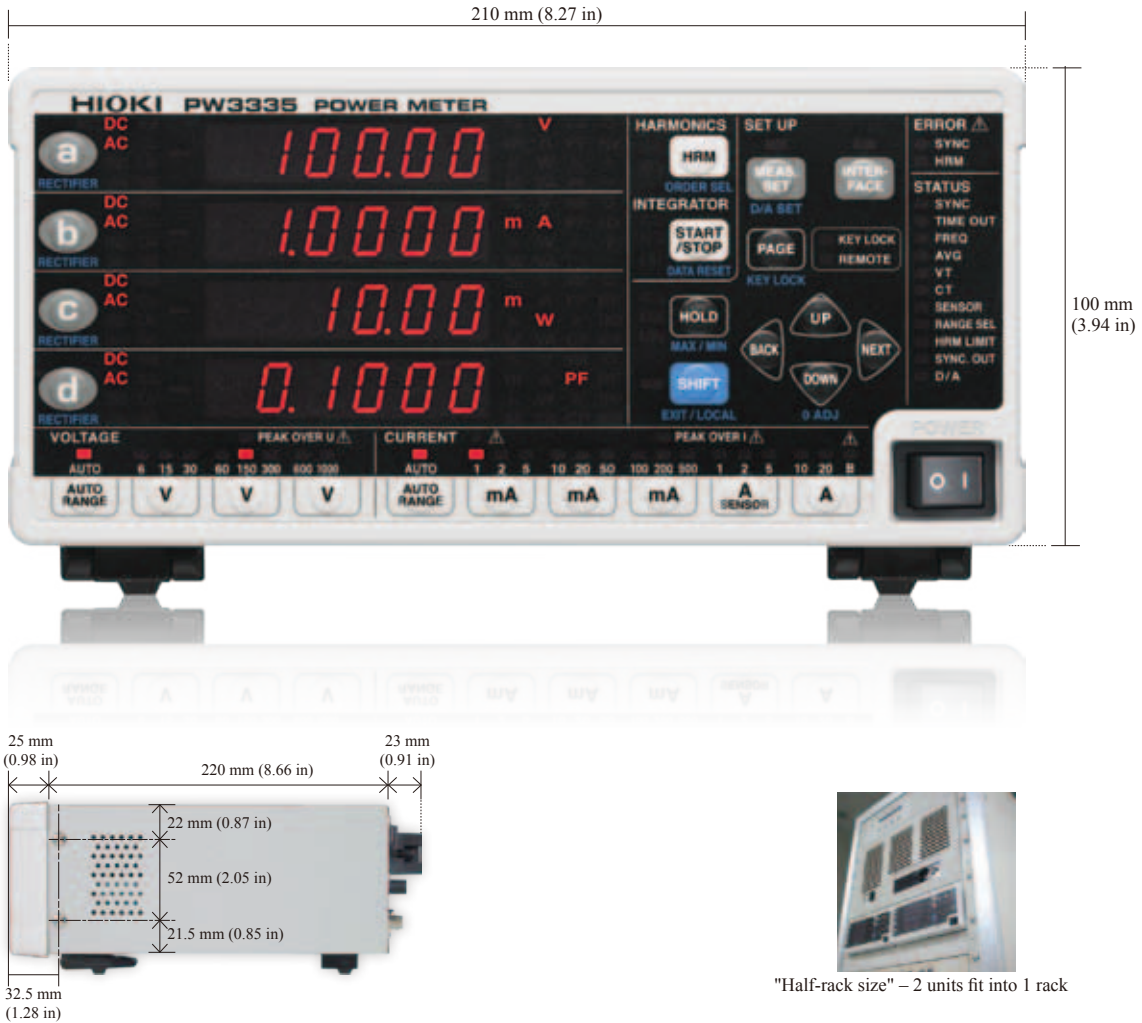 210 mm (8.27 in)
HIOKI PW3335 POWER METER
a
DC
AC
RECTIFIER
100.00
V
b
DC
AC
RECTIFIER
1.0000
m A
c
DC
AC
RECTIFIER
10.00
m
W
d
DC
AC
RECTIFIER
0.1000
PF
HARMONICS
HRM
ORDER SEL
INTEGRATOR
START
/STOP
DATA RESET
HOLD
MAX / MIN
SHIFT
EXIT / LOCAL
SET UP
MEAS.
SET
D/A SET
INTER-
FACE
PAGE
KEY LOCK
KEY LOCK
REMOTE
UP
BACK
NEXT
DOWN
0 ADJ
ERROR ⚠
SYNC
HRM
STATUS
SYNC
TIME OUT
FREQ
AVG
VT
CT
SENSOR
RANGE SEL
HRM LIMIT
SYNC. OUT
D/A
100 mm
(3.94 in)
VOLTAGE PEAK OVER U ⚠
AUTO 6 15 30 60 150 300 600 1000
AUTO
RANGE
V
V
V
CURRENT ⚠ PEAK OVER I ⚠ ⚠
AUTO 1 2 5 10 20 50 100 200 500 1 2 5 10 20
AUTO
RANGE
mA
mA
mA
A
SENSOR
A
POWER
O I
25 mm
(0.98 in)
220 mm (8.66 in)
23 mm
(0.91 in)
22 mm (0.87 in)
52 mm (2.05 in)
21.5 mm (0.85 in)
32.5 mm
(1.28 in)
"Half-rack size" – 2 units fit into 1 rack